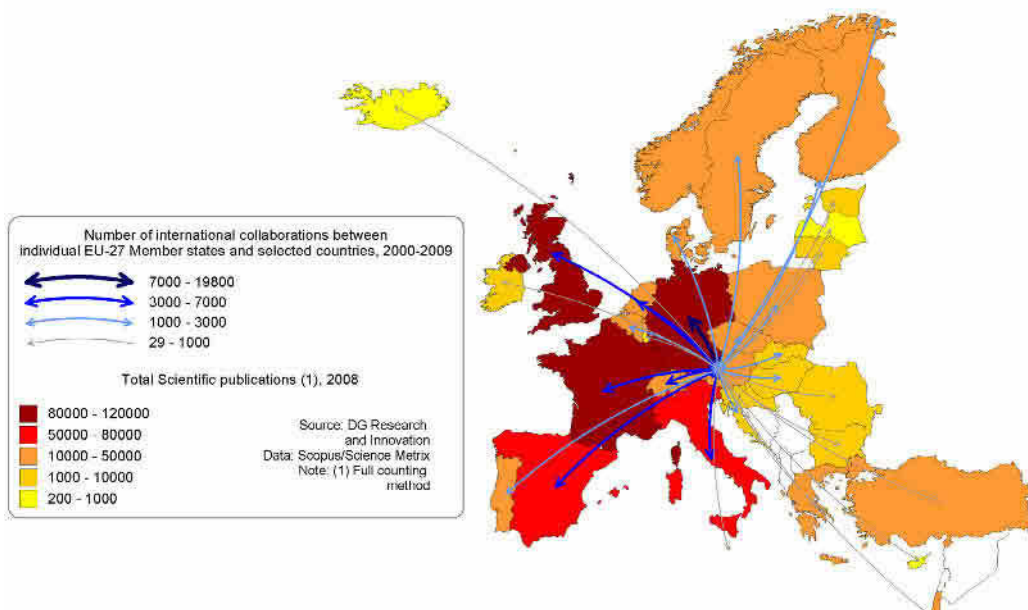 Number of international collaborations between
individual EU-27 Member states and selected countries, 2000-2009
7000 - 19800
3000 - 7000
1000 - 3000
29 - 1000
Total Scientific publications (1), 2008
80000 - 120000
50000 - 80000
10000 - 50000
1000 - 10000
200 - 1000
Source: DG Research
and Innovation
Data: Scopus/Science Metrix
Note: (1) Full counting
method